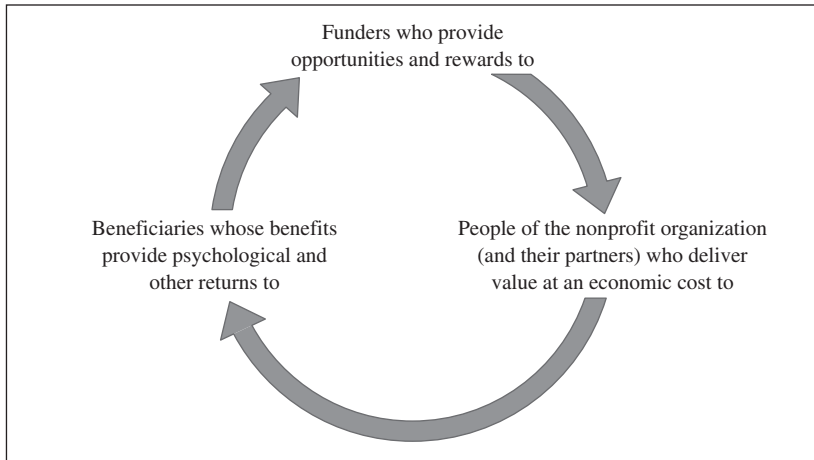 Funders who provide
opportunities and rewards to
Beneficiaries whose benefits
provide psychological and
other returns to
People of the nonprofit organization
(and their partners) who deliver
value at an economic cost to